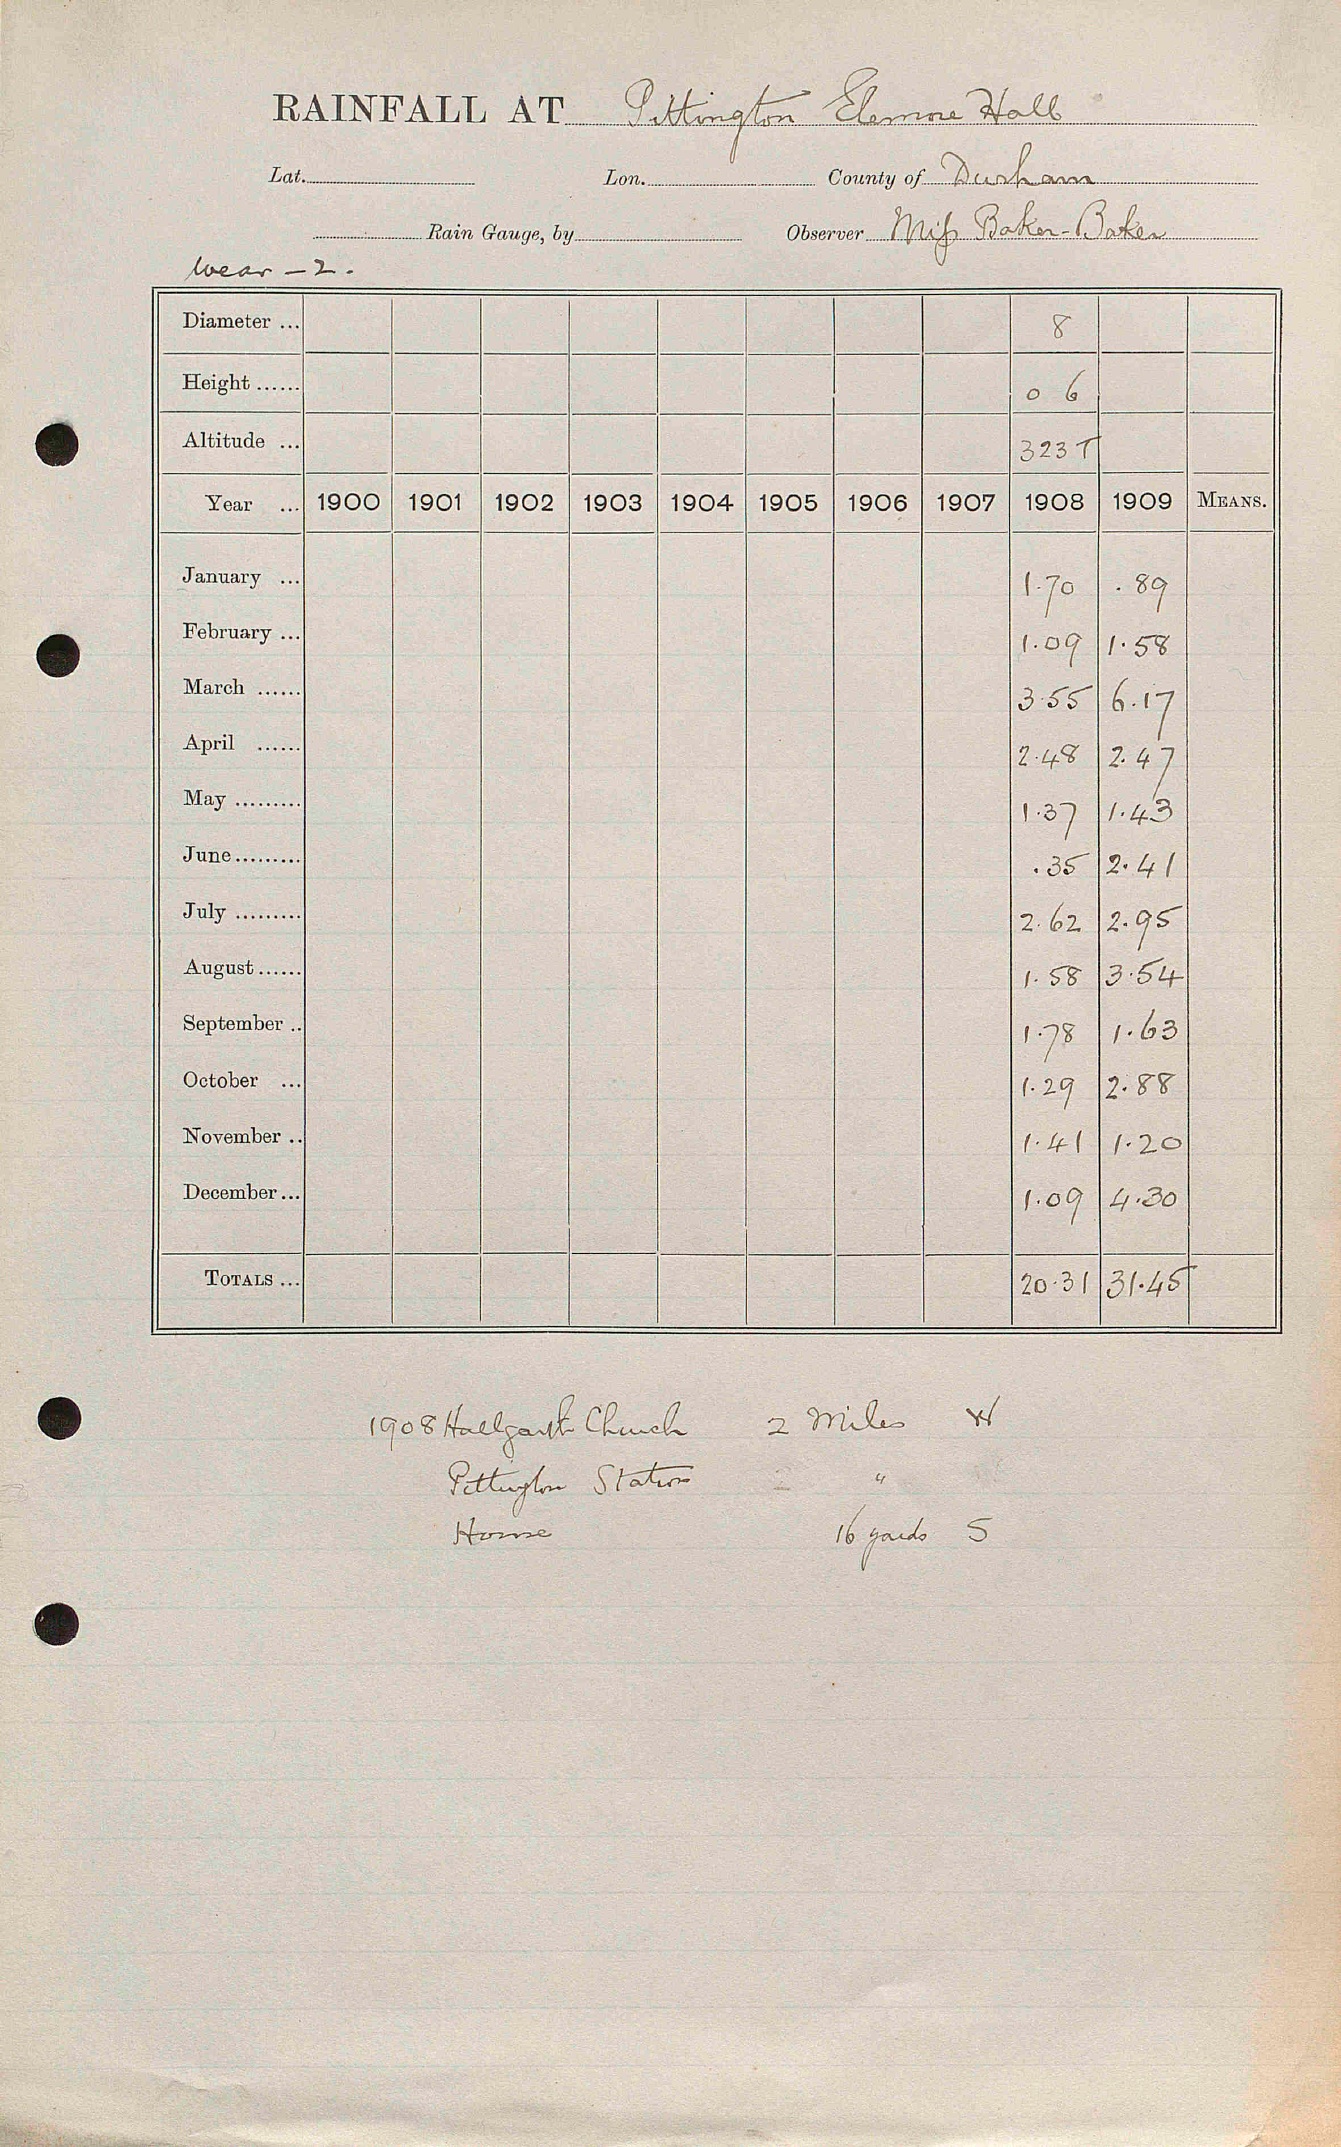 RAINFALL AT Pittington Elemore Hall
Lat. Lon. County of Durham
Rain Gauge, by Observer Miss Baker-Baker
Wear - 2.
Diameter ... 8
Height ...... 0 6
Altitude ... 323 T
Year ... 1900 1901 1902 1903 1904 1905 1906 1907 1908 1909 MEANS.
January ... 1.70 .89
February ... 1.09 1.58
March ...... 3.55 6.17
April ...... 2.48 2.47
May ......... 1.37 1.43
June ......... .35 2.41
July ......... 2.62 2.95
August ...... 1.58 3.54
September .. 1.78 1.63
October ... 1.29 2.88
November .. 1.41 1.20
December ... 1.09 4.30
TOTALS ... 20.31 31.45
1908 Hallgarth Church 2 Miles W
Pittington Station 2 "
House 16 yards S